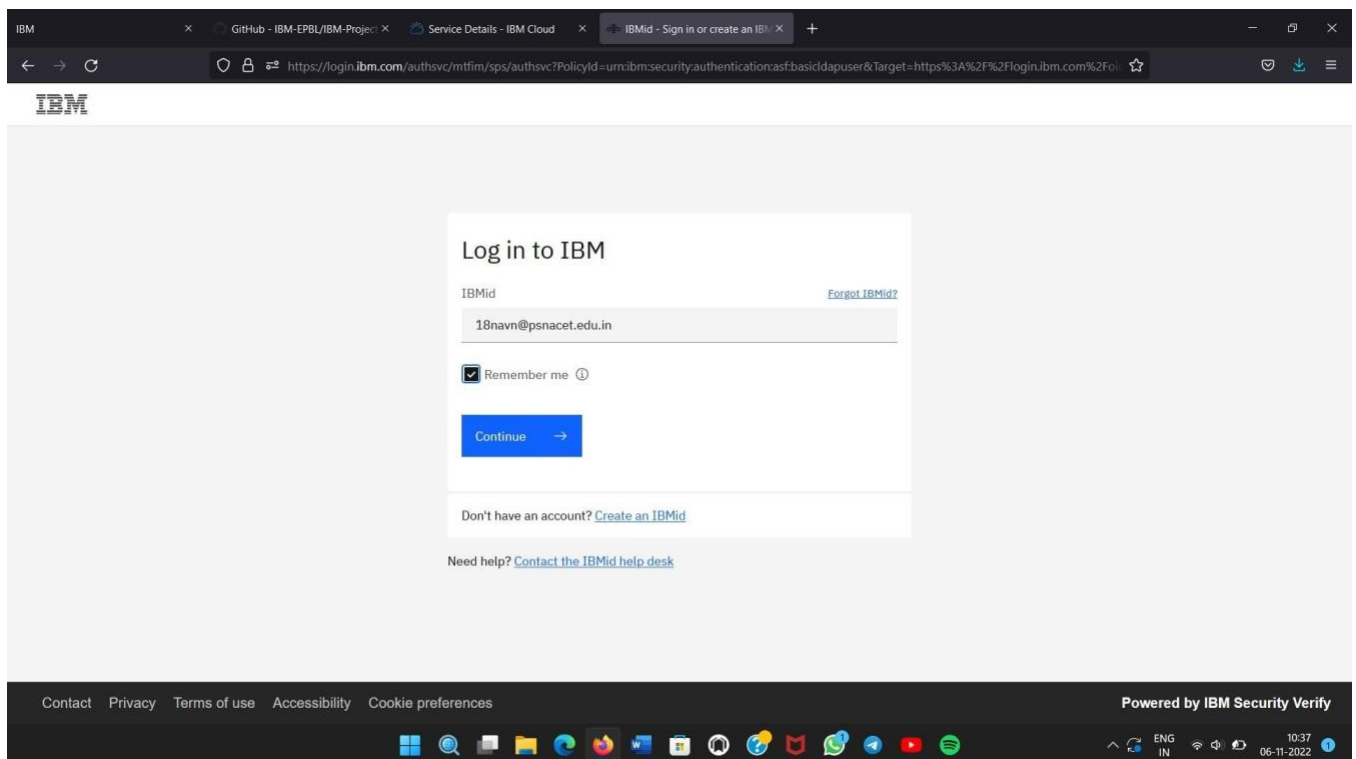 IBM
GitHub - IBM-EPBL/IBM-Project
Service Details - IBM Cloud
IBMid - Sign in or create an IBM
https://login.ibm.com/authsvc/mtfim/sps/authsvc?PolicyId=urn:ibm:security:authentication:asf:basicldapuser&Target=https%3A%2F%2Flogin.ibm.com%2Foi
IBM
Log in to IBM
IBMid Forgot IBMid?
18navn@psnacet.edu.in
Remember me
Continue →
Don't have an account? Create an IBMid
Need help? Contact the IBMid help desk
Contact Privacy Terms of use Accessibility Cookie preferences Powered by IBM Security Verify
ENG 10:37
IN 06-11-2022 1